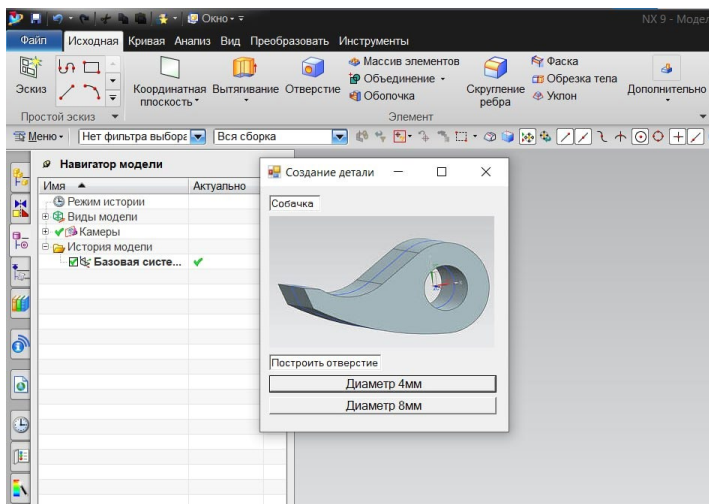 Окно
NX 9 - Модел
Файл Исходная Кривая Анализ Вид Преобразовать Инструменты
Эскиз
Простой эскиз
Координатная плоскость
Вытягивание
Отверстие
Массив элементов
Объединение
Оболочка
Скругление ребра
Фаска
Обрезка тела
Уклон
Дополнительно
Элемент
Меню
Нет фильтра выбора
Вся сборка
Навигатор модели
Имя Актуально
Режим истории
Виды модели
Камеры
История модели
Базовая систе...
Создание детали
Собачка
Построить отверстие
Диаметр 4мм
Диаметр 8мм